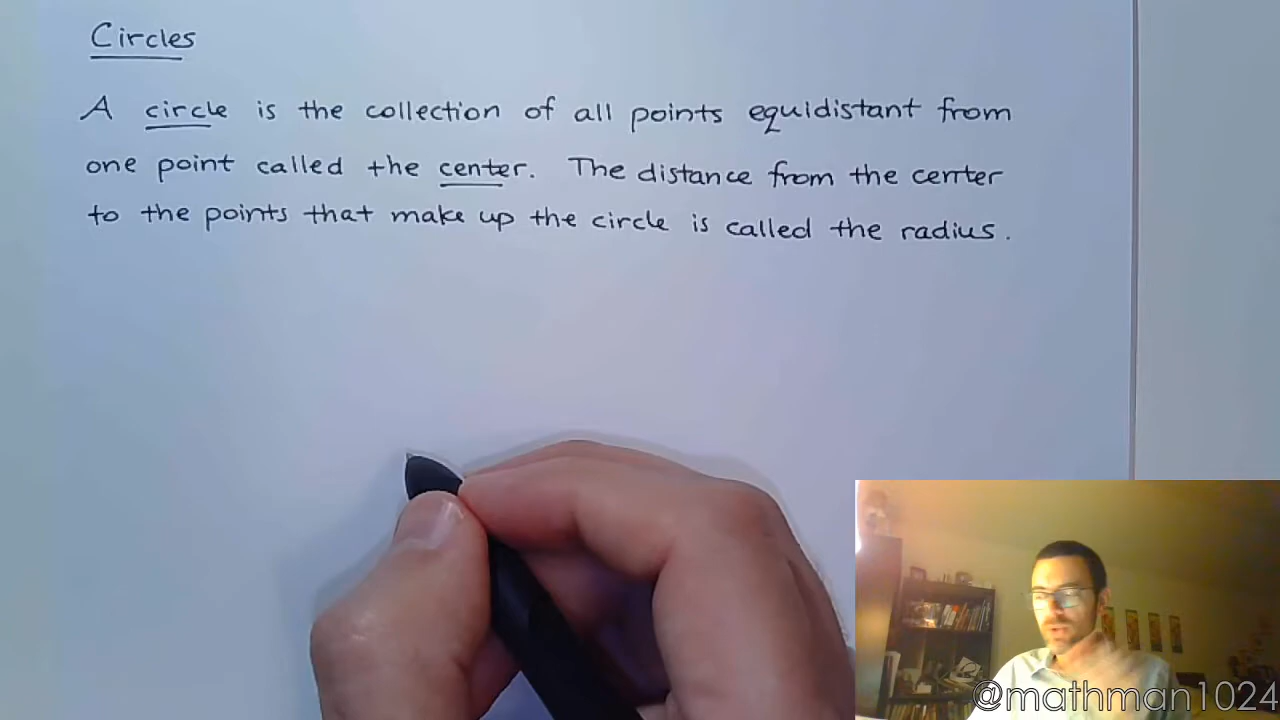 Circles
A circle is the collection of all points equidistant from
one point called the center. The distance from the center
to the points that make up the circle is called the radius.
@mathman1024